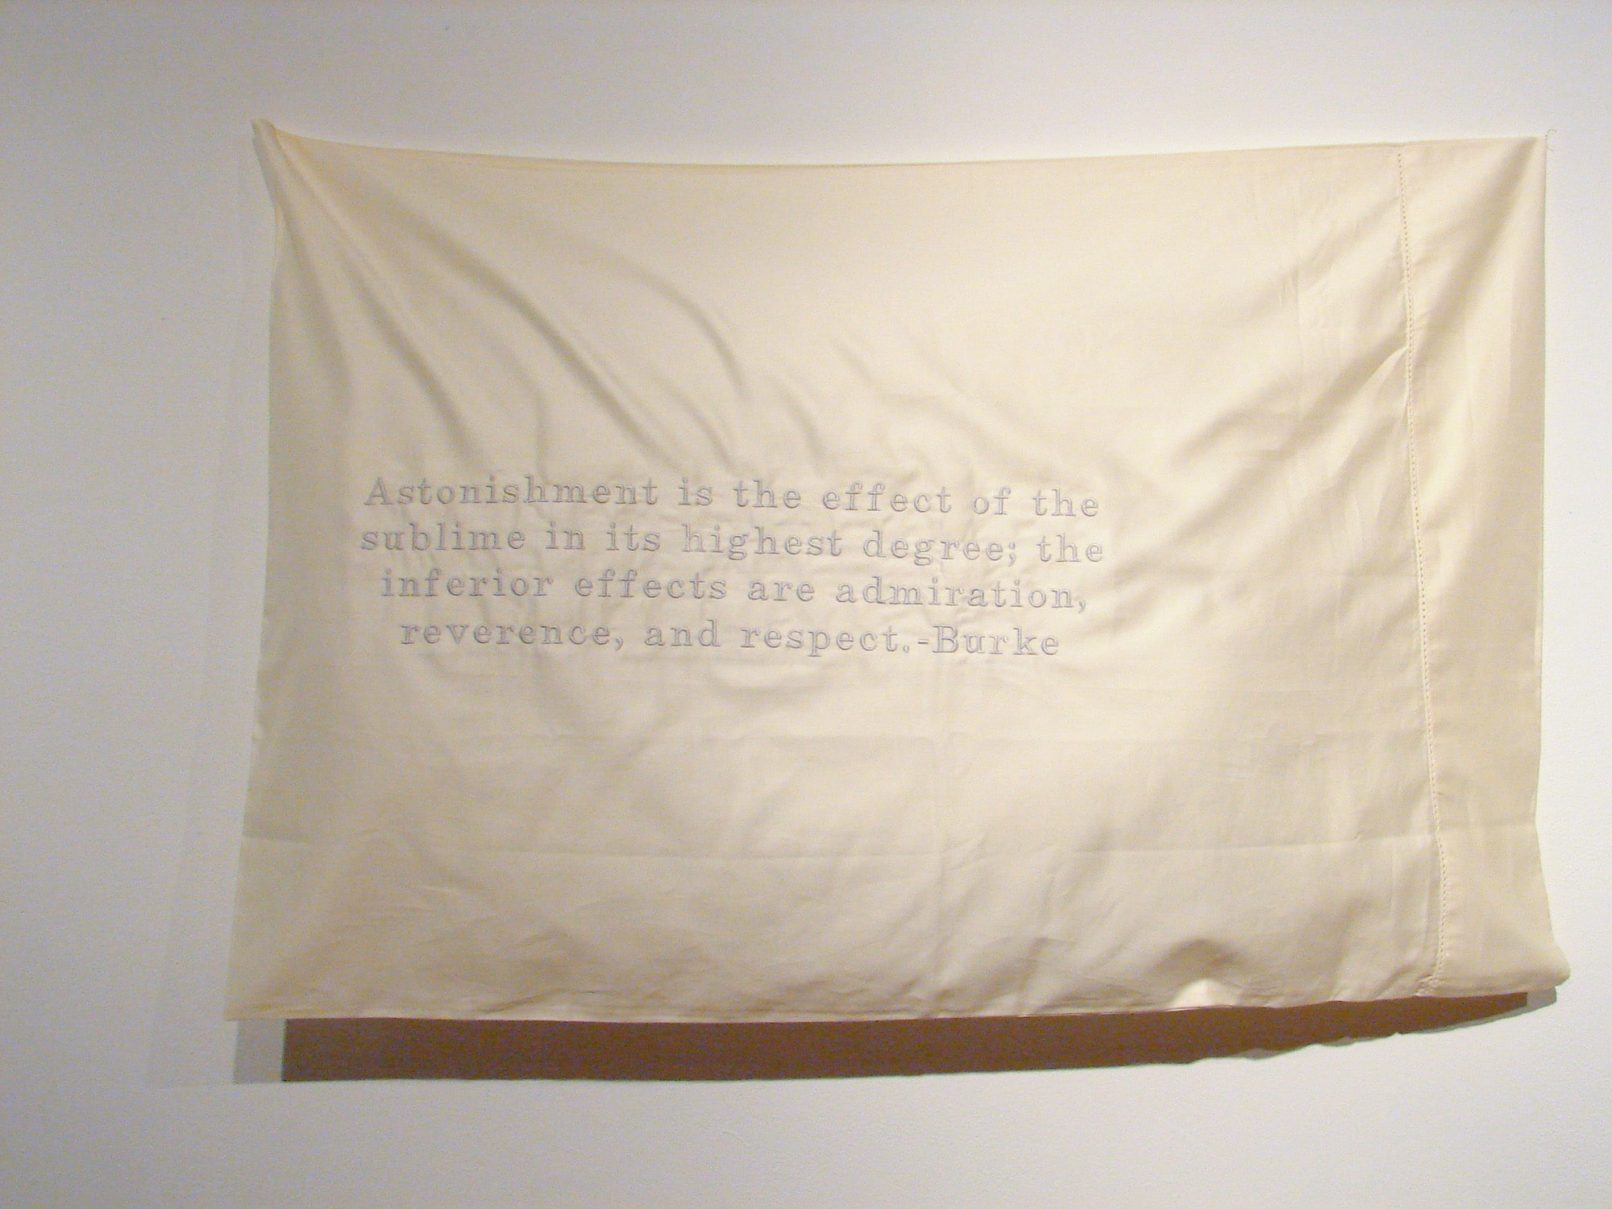 Astonishment is the effect of the
sublime in its highest degree; the
inferior effects are admiration,
reverence, and respect.-Burke